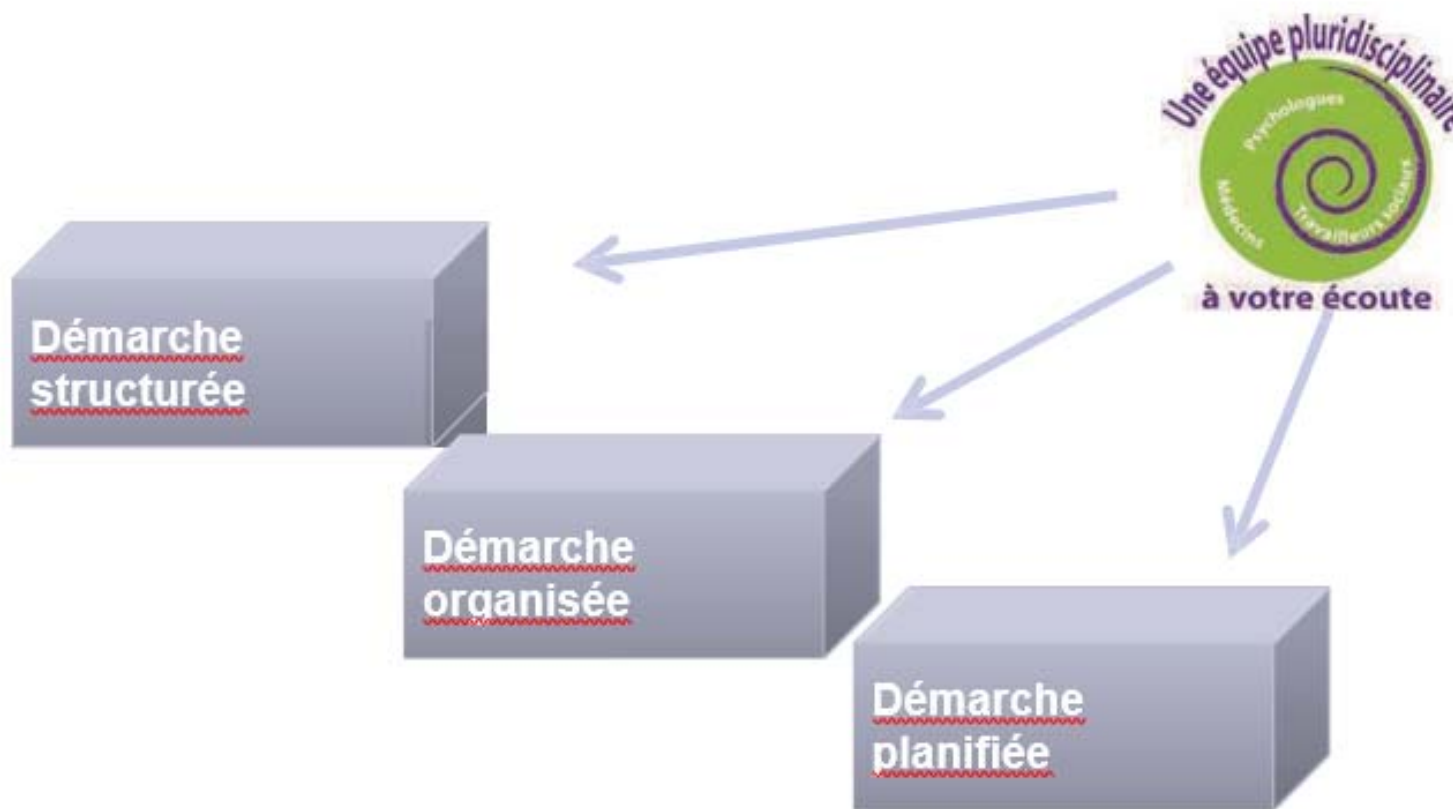 Une équipe pluridisciplinaire
Psychologues
Médecins
Travailleurs sociaux
à votre écoute
Démarche
structurée
Démarche
organisée
Démarche
planifiée